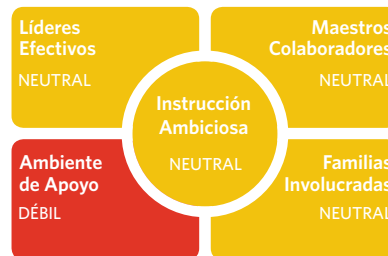 Líderes
Efectivos
NEUTRAL
Maestros
Colaboradores
NEUTRAL
Instrucción
Ambiciosa
NEUTRAL
Ambiente
de Apoyo
DÉBIL
Familias
Involucradas
NEUTRAL